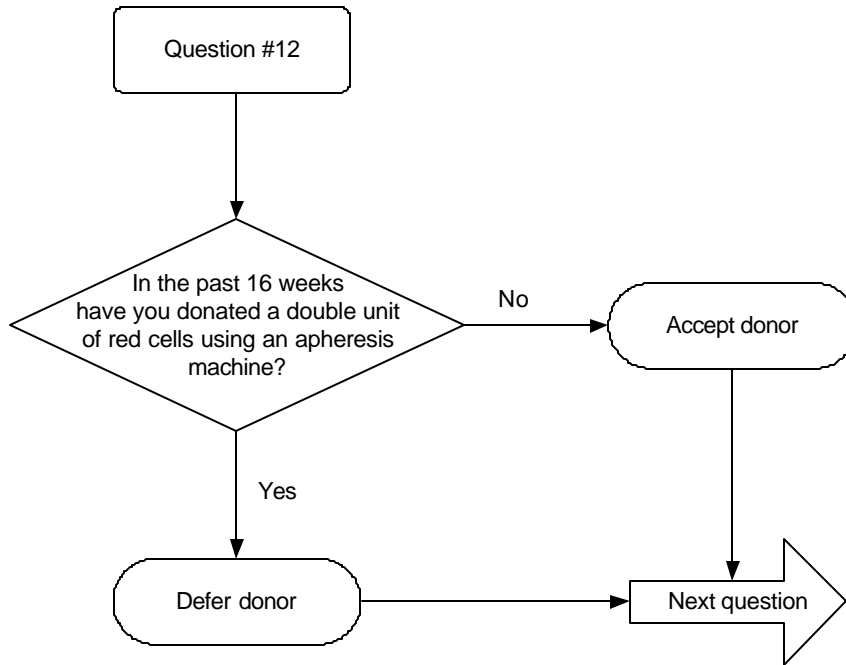 Question #12
In the past 16 weeks
have you donated a double unit
of red cells using an apheresis
machine?
No
Accept donor
Yes
Defer donor
Next question